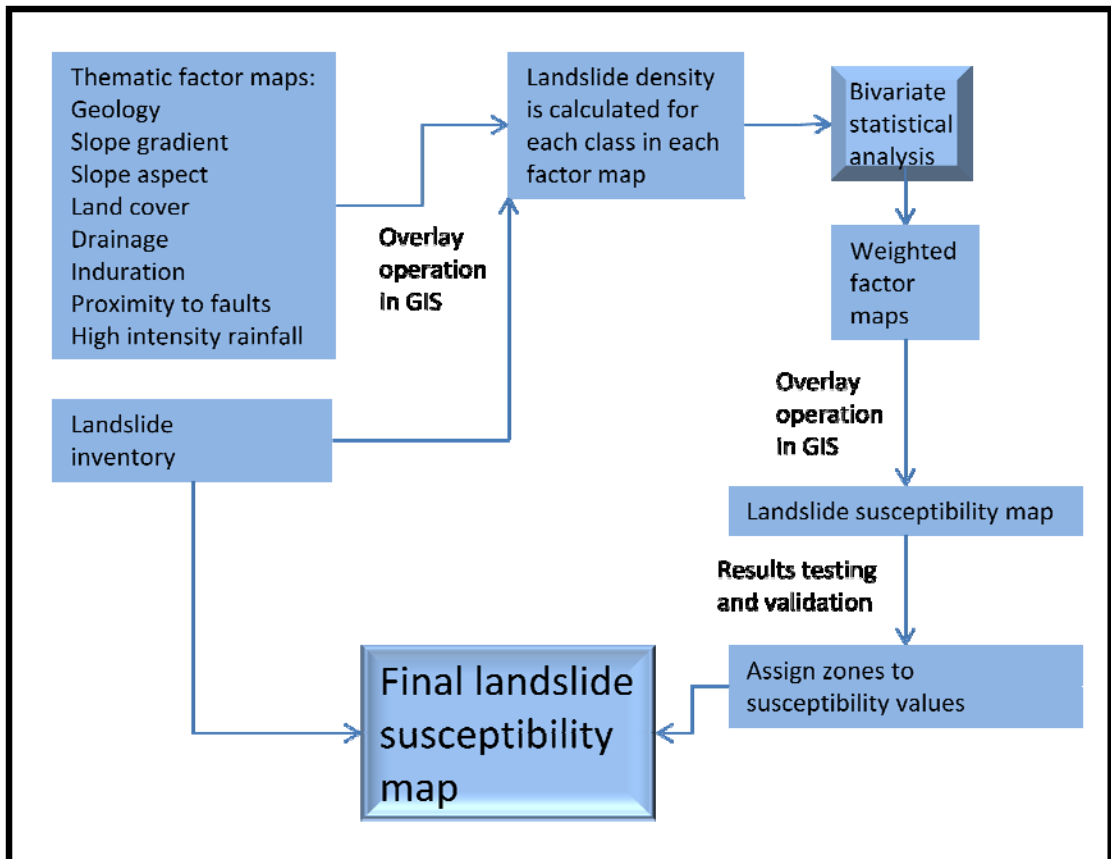 Thematic factor maps:
Geology
Slope gradient
Slope aspect
Land cover
Drainage
Induration
Proximity to faults
High intensity rainfall
Overlay
operation
in GIS
Landslide density
is calculated for
each class in each
factor map
Bivariate
statistical
analysis
Weighted
factor
maps
Landslide
inventory
Overlay
operation
in GIS
Landslide susceptibility map
Results testing
and validation
Assign zones to
susceptibility values
Final landslide
susceptibility
map